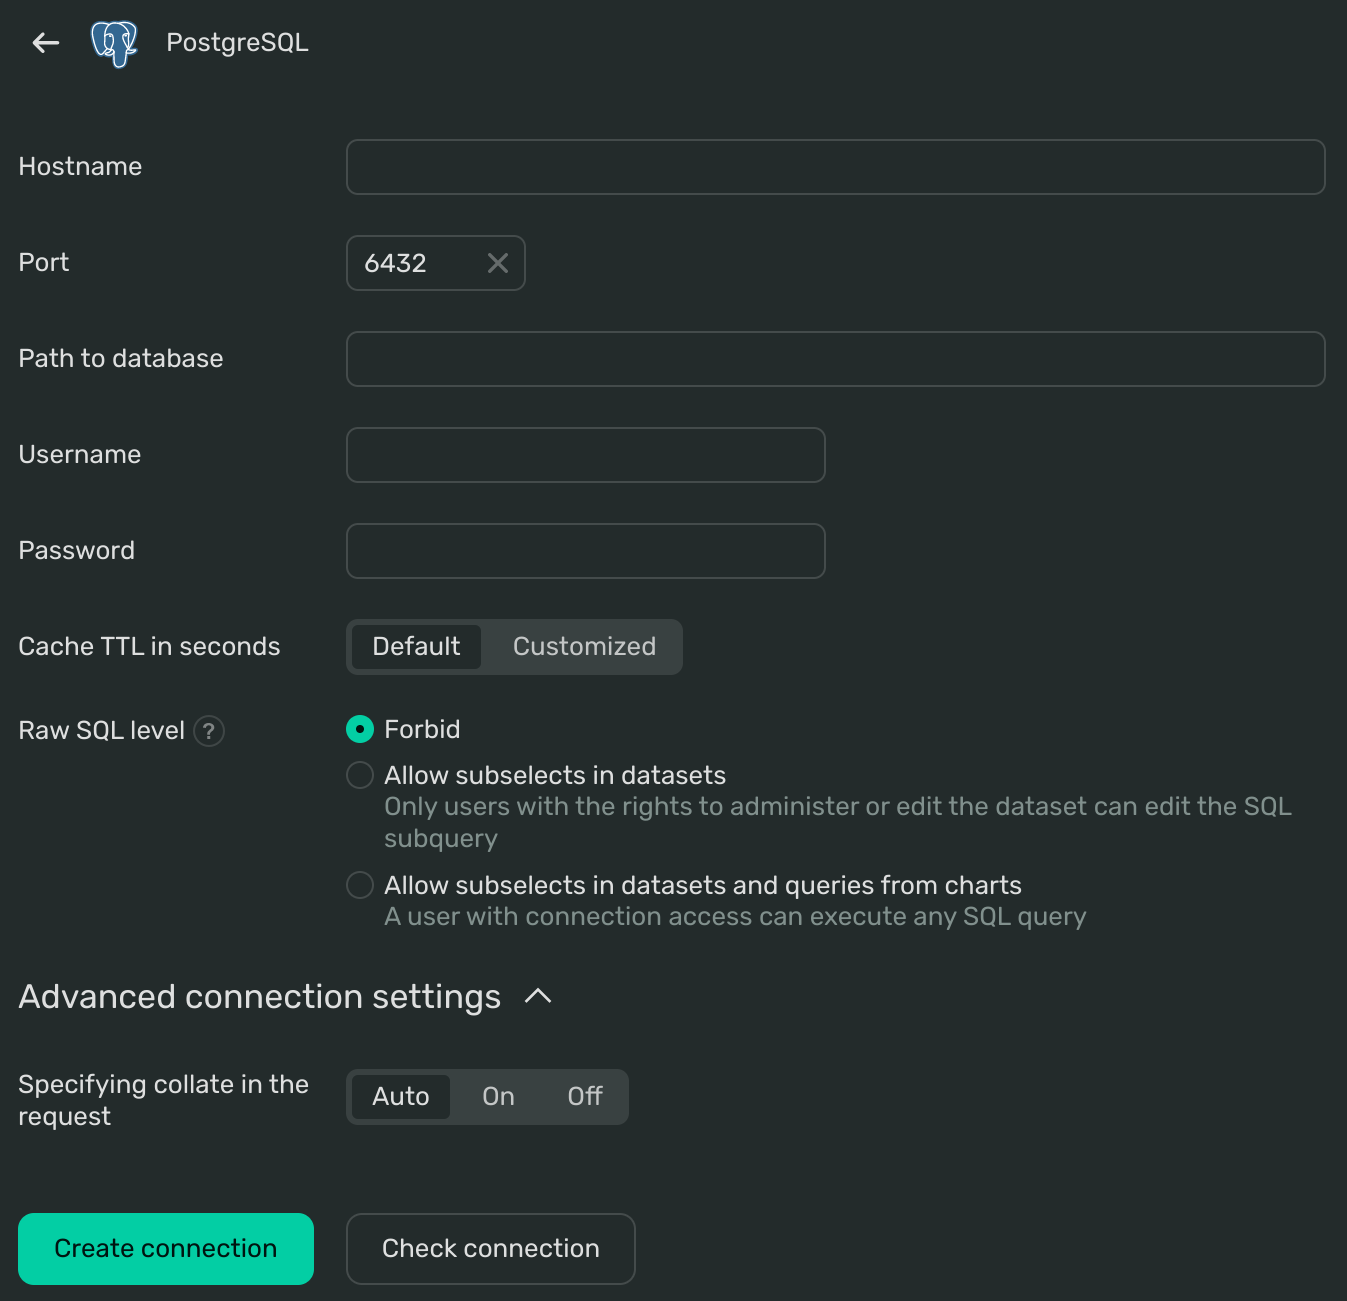 PostgreSQL
Hostname
Port
6432
Path to database
Username
Password
Cache TTL in seconds
Default
Customized
Raw SQL level ?
Forbid
Allow subselects in datasets
Only users with the rights to administer or edit the dataset can edit the SQL
subquery
Allow subselects in datasets and queries from charts
A user with connection access can execute any SQL query
Advanced connection settings
Specifying collate in the
request
Auto
On
Off
Create connection
Check connection